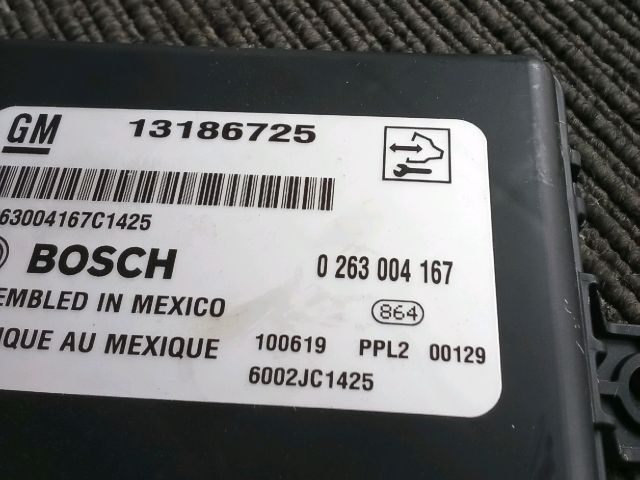 GM 13186725
63004167C1425
BOSCH 0 263 004 167
EMBLED IN MEXICO 864
IQUE AU MEXIQUE 100619 PPL2 00129
6002JC1425